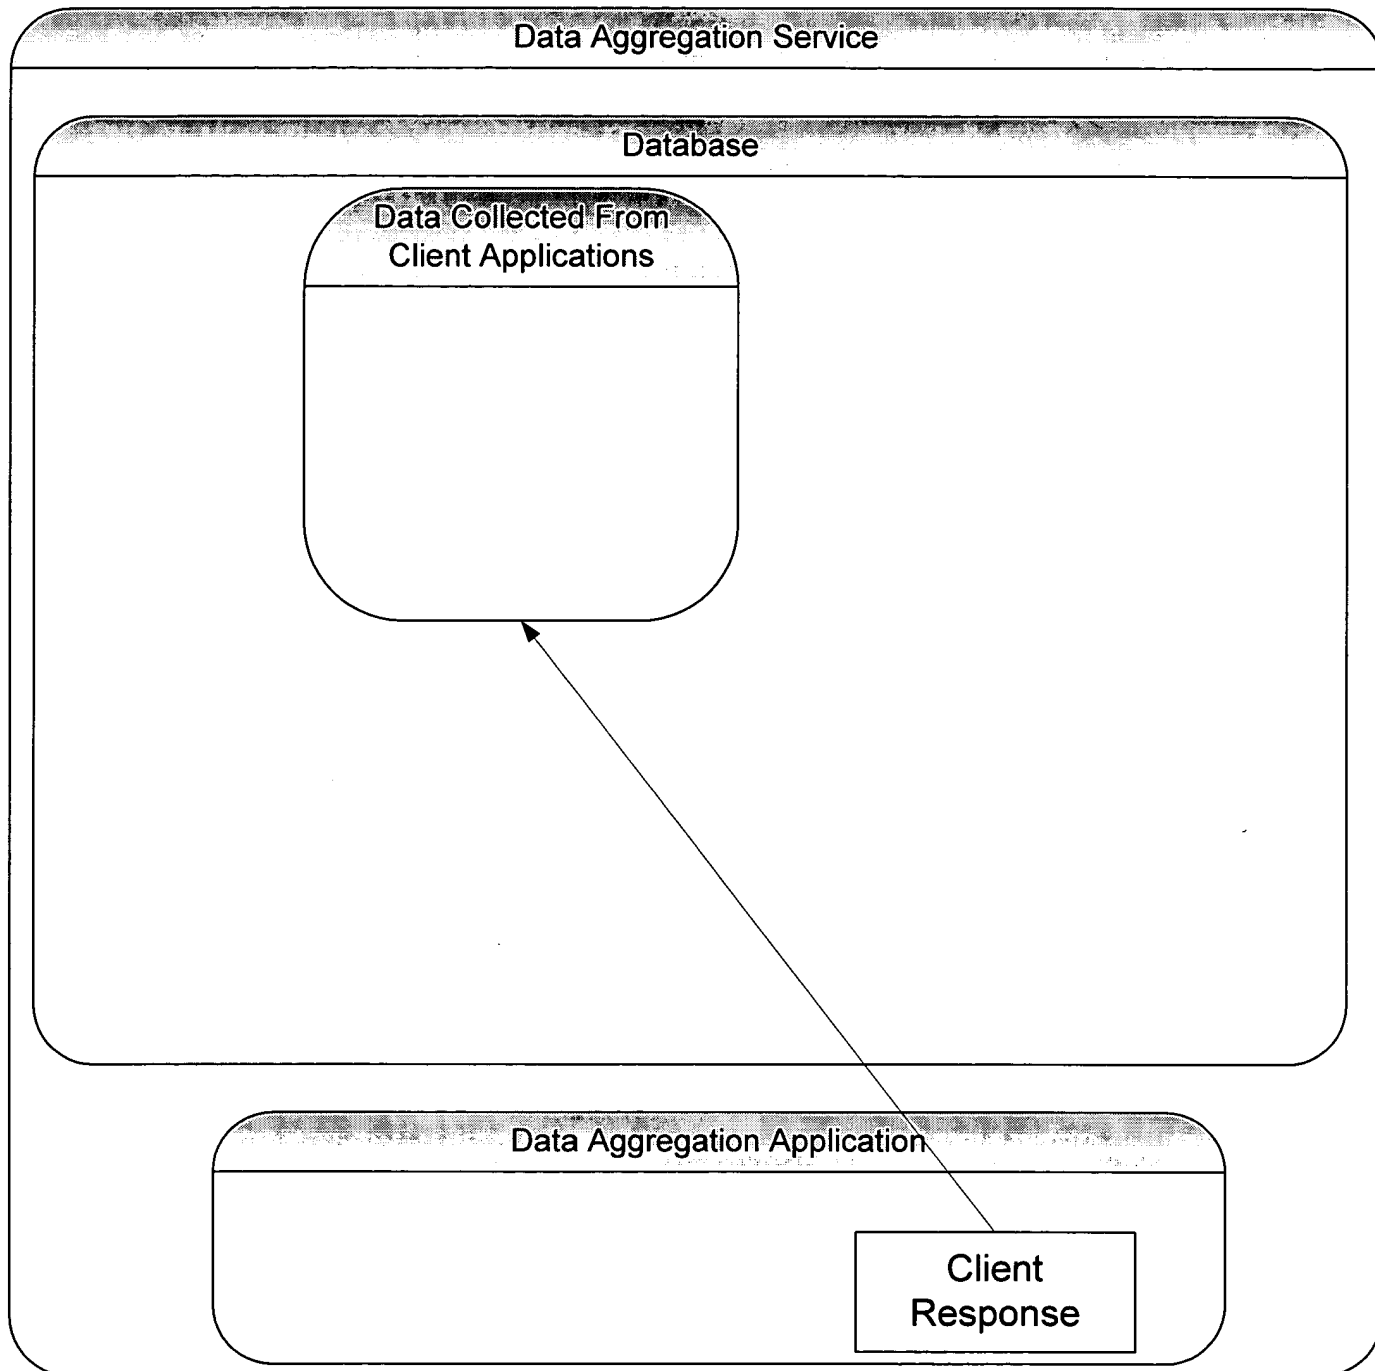 Data Aggregation Service
Database
Data Collected From
Client Applications
Data Aggregation Application
Client
Response